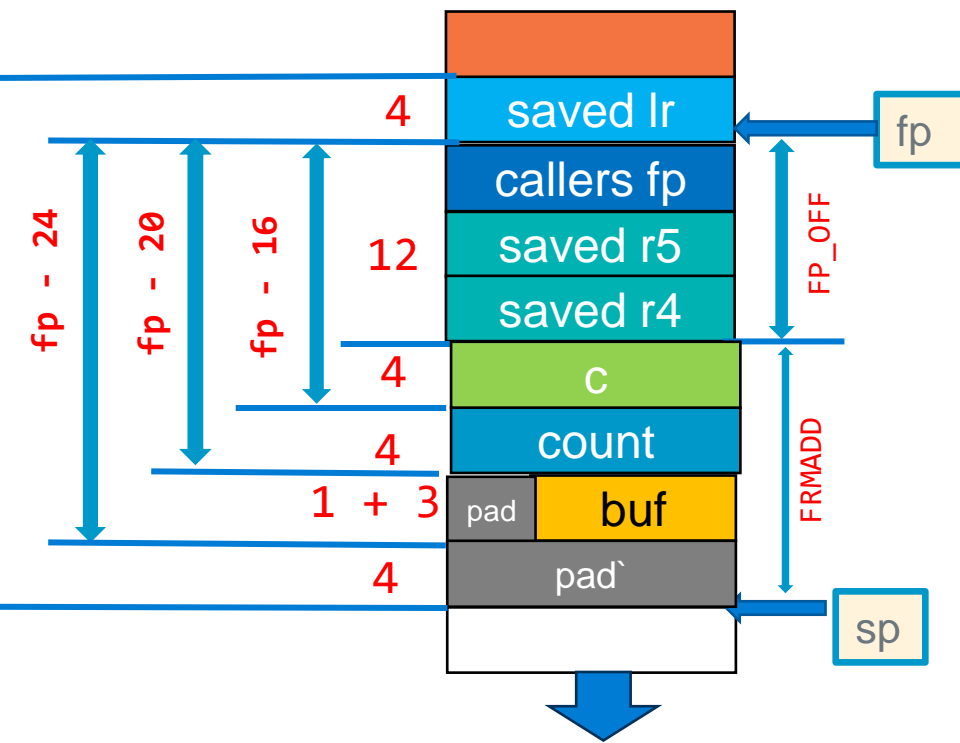 4
saved lr
fp
callers fp
fp - 24
fp - 20
fp - 16
12
saved r5
FP_OFF
saved r4
4
c
4
count
FRMADD
1 + 3
pad
buf
4
pad`
sp